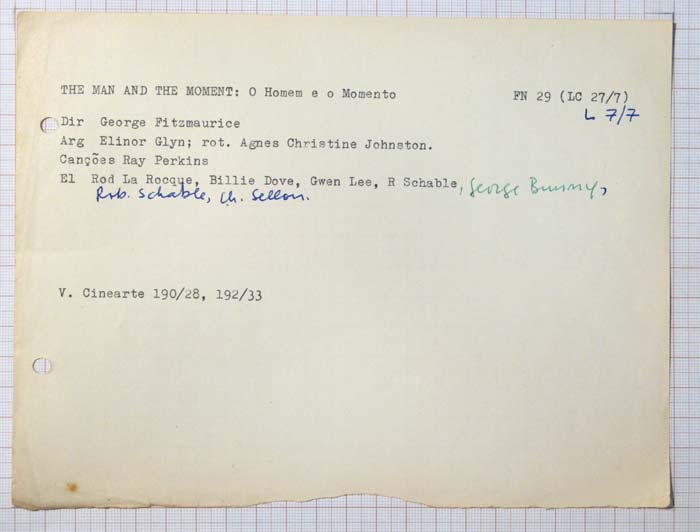 THE MAN AND THE MOMENT: O Homem e o Momento FN 29 (LC 27/7)
L 7/7
Dir George Fitzmaurice
Arg Elinor Glyn; rot. Agnes Christine Johnston.
Canções Ray Perkins
El Rod La Rocque, Billie Dove, Gwen Lee, R Schable, George Bunny,
Rob. Schable, Ch. Sellon.
V. Cinearte 190/28, 192/33